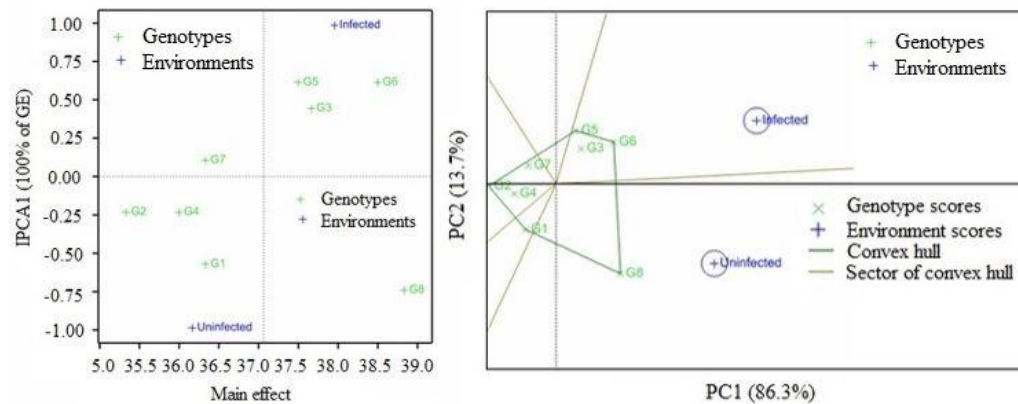 1.00
0.75
0.50
0.25
0.00
-0.25
-0.50
-0.75
-1.00
IPCA1 (100% of GE)
Genotypes
Environments
Infected
G5
G6
G3
G7
G2
G4
G1
G8
Uninfected
Genotypes
Environments
5.0 35.5 36.0 36.5 37.0 37.5 38.0 38.5 39.0
Main effect
PC2 (13.7%)
Genotypes
Environments
Infected
G5
G6
G3
G7
G2
G4
G1
G8
Uninfected
Genotype scores
Environment scores
Convex hull
Sector of convex hull
PC1 (86.3%)